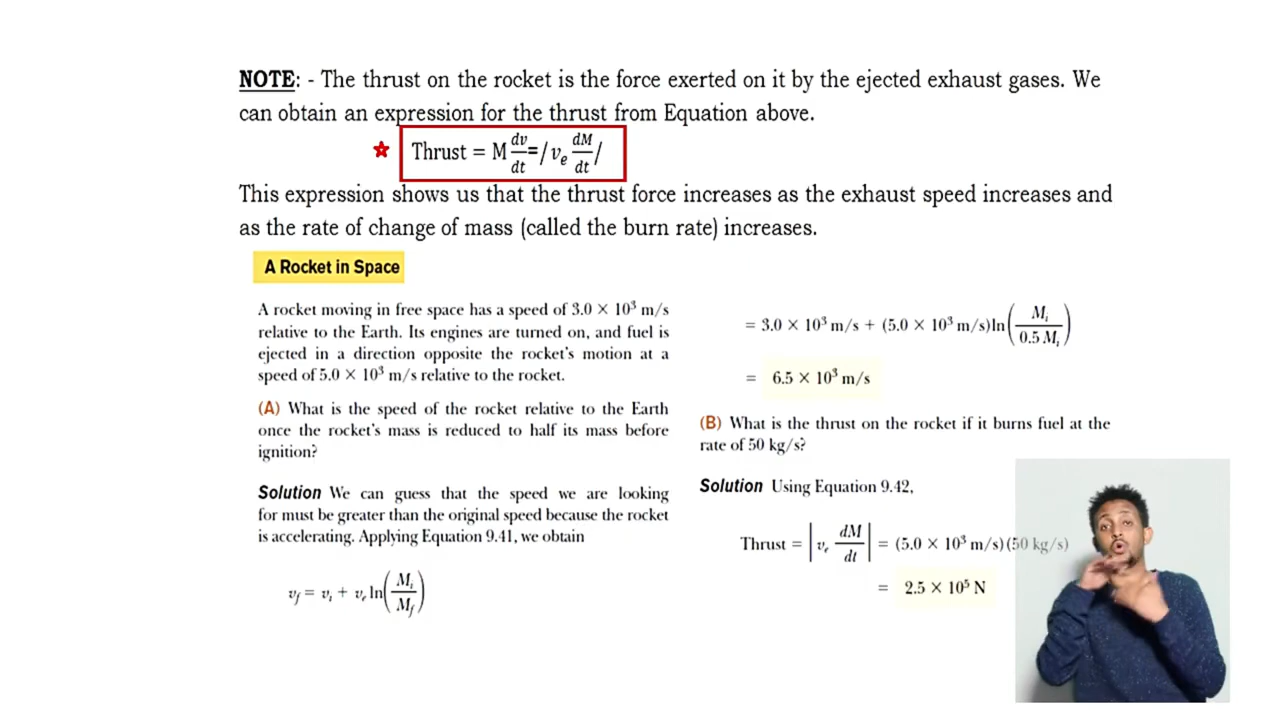 NOTE: - The thrust on the rocket is the force exerted on it by the ejected exhaust gases. We
can obtain an expression for the thrust from Equation above.
Thrust = M dv/dt=/ v_e dM/dt /
This expression shows us that the thrust force increases as the exhaust speed increases and
as the rate of change of mass (called the burn rate) increases.
A Rocket in Space
A rocket moving in free space has a speed of 3.0 × 10³ m/s
relative to the Earth. Its engines are turned on, and fuel is
ejected in a direction opposite the rocket's motion at a
speed of 5.0 × 10³ m/s relative to the rocket.
(A) What is the speed of the rocket relative to the Earth
once the rocket's mass is reduced to half its mass before
ignition?
Solution We can guess that the speed we are looking
for must be greater than the original speed because the rocket
is accelerating. Applying Equation 9.41, we obtain
v_f = v_i + v_e ln(M_i/M_f)
= 3.0 × 10³ m/s + (5.0 × 10³ m/s)ln(M_i/0.5 M_i)
= 6.5 × 10³ m/s
(B) What is the thrust on the rocket if it burns fuel at the
rate of 50 kg/s?
Solution Using Equation 9.42,
Thrust = |v_e dM/dt| = (5.0 × 10³ m/s)(50 kg/s)
= 2.5 × 10⁵ N